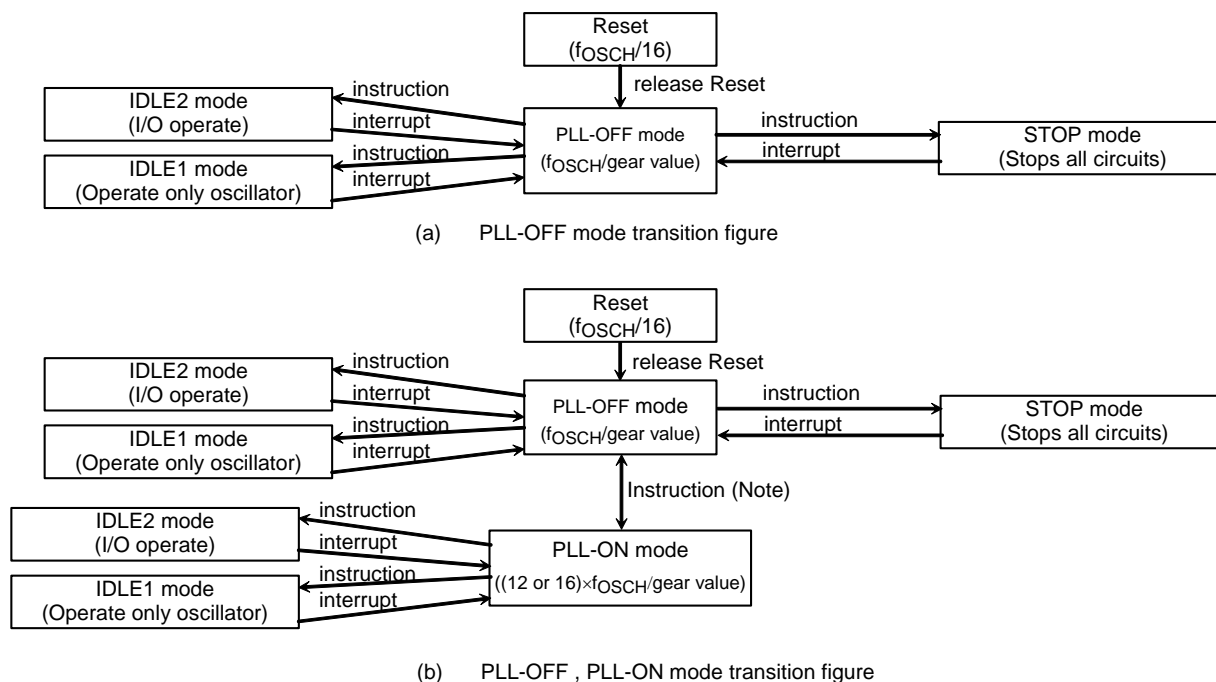 Reset
(fOSCH/16)
release Reset
IDLE2 mode
(I/O operate)
instruction
interrupt
IDLE1 mode
(Operate only oscillator)
instruction
interrupt
PLL-OFF mode
(fOSCH/gear value)
instruction
interrupt
STOP mode
(Stops all circuits)
(a) PLL-OFF mode transition figure
Reset
(fOSCH/16)
release Reset
IDLE2 mode
(I/O operate)
instruction
interrupt
IDLE1 mode
(Operate only oscillator)
instruction
interrupt
PLL-OFF mode
(fOSCH/gear value)
instruction
interrupt
STOP mode
(Stops all circuits)
Instruction (Note)
IDLE2 mode
(I/O operate)
instruction
interrupt
IDLE1 mode
(Operate only oscillator)
instruction
interrupt
PLL-ON mode
((12 or 16)×fOSCH/gear value)
(b) PLL-OFF , PLL-ON mode transition figure